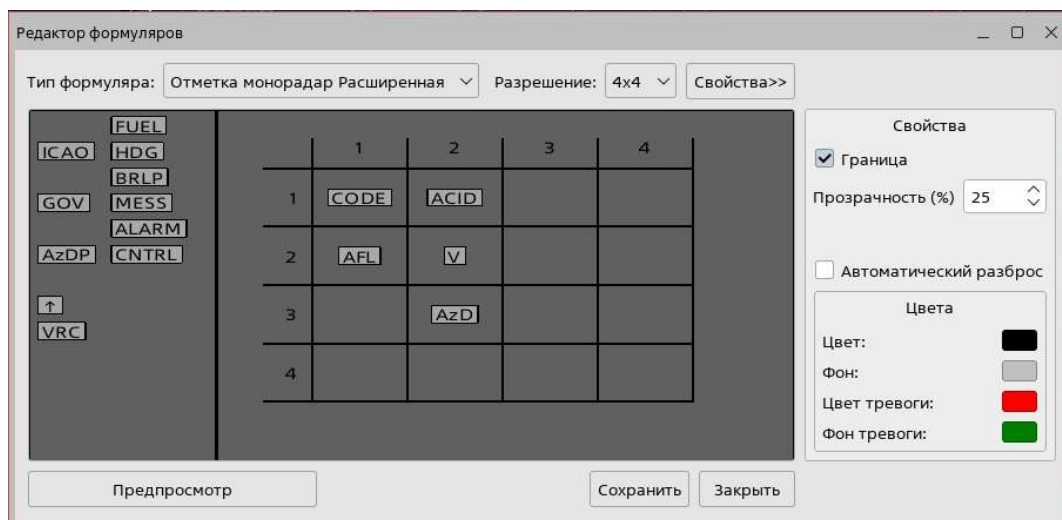 Редактор формуляров
Тип формуляра: Отметка монорадар Расширенная Разрешение: 4x4 Свойства>>
FUEL
ICAO HDG
BRLP
GOV MESS
ALARM
AzDP CNTRL
↑
VRC
1 2 3 4
1 CODE ACID
2 AFL V
3 AzD
4
Свойства
Граница
Прозрачность (%) 25
Автоматический разброс
Цвета
Цвет:
Фон:
Цвет тревоги:
Фон тревоги:
Предпросмотр Сохранить Закрыть